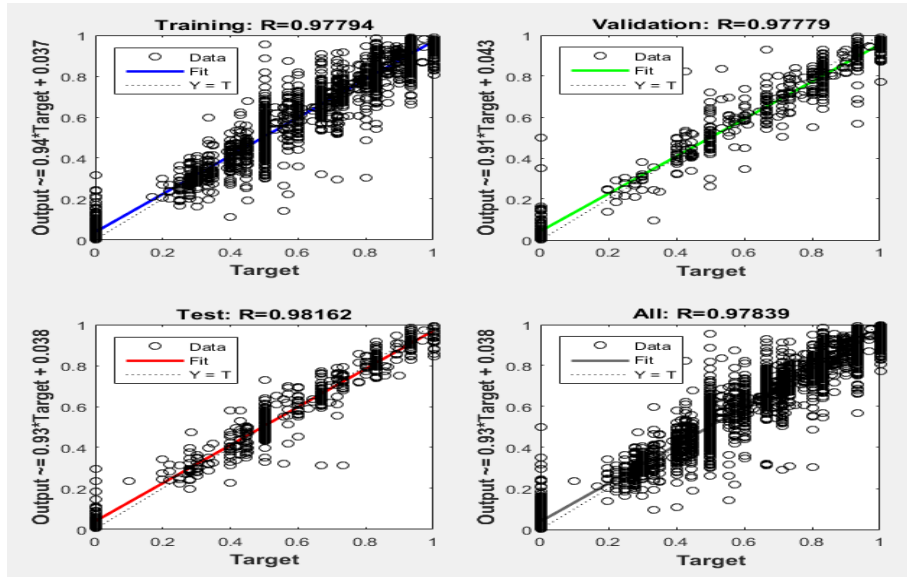 Training: R=0.97794
Output ~= 0.94*Target + 0.037
1
0.8
0.6
0.4
0.2
0
Data
Fit
Y = T
0
0.2
0.4
0.6
0.8
1
Target
Validation: R=0.97779
Output ~= 0.91*Target + 0.043
1
0.8
0.6
0.4
0.2
0
Data
Fit
Y = T
0
0.2
0.4
0.6
0.8
1
Target
Test: R=0.98162
Output ~= 0.93*Target + 0.038
1
0.8
0.6
0.4
0.2
0
Data
Fit
Y = T
0
0.2
0.4
0.6
0.8
1
Target
All: R=0.97839
Output ~= 0.93*Target + 0.038
1
0.8
0.6
0.4
0.2
0
Data
Fit
Y = T
0
0.2
0.4
0.6
0.8
1
Target